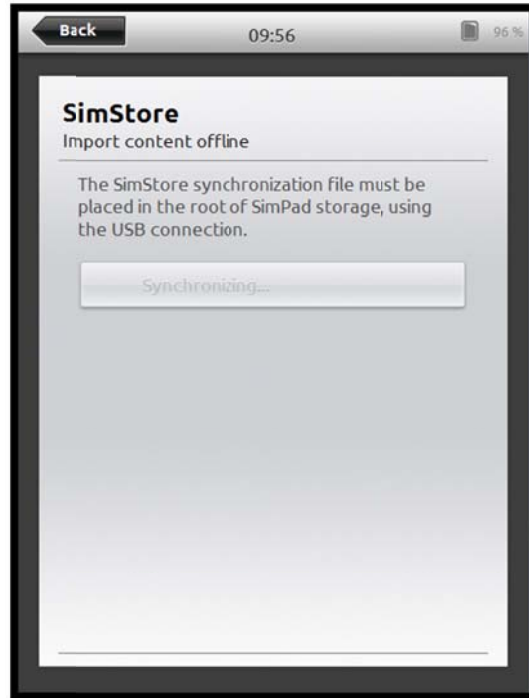 Back
09:56
96 %
SimStore
Import content offline
The SimStore synchronization file must be
placed in the root of SimPad storage, using
the USB connection.
Synchronizing...